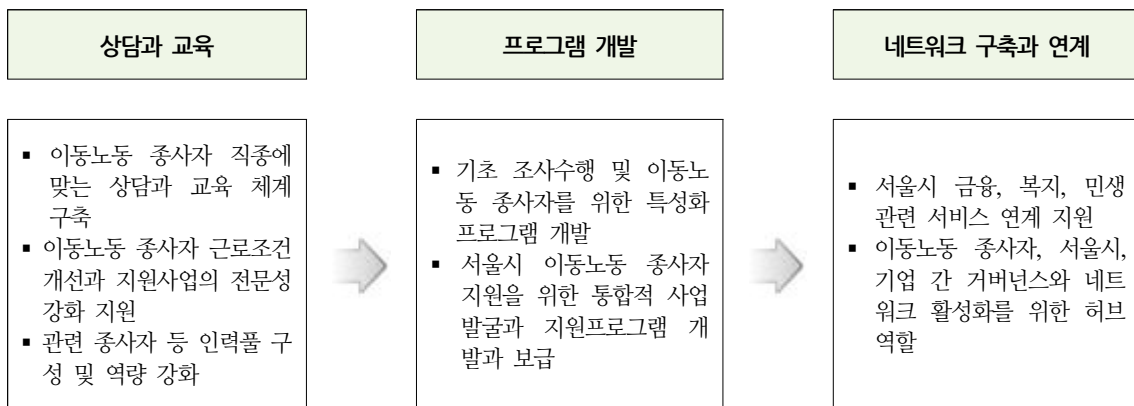 상담과 교육
프로그램 개발
네트워크 구축과 연계
▪ 이동노동 종사자 직종에
맞는 상담과 교육 체계
구축
▪ 이동노동 종사자 근로조건
개선과 지원사업의 전문성
강화 지원
▪ 관련 종사자 등 인력풀 구
성 및 역량 강화
▪ 기초 조사수행 및 이동노
동 종사자를 위한 특성화
프로그램 개발
▪ 서울시 이동노동 종사자
지원을 위한 통합적 사업
발굴과 지원프로그램 개
발과 보급
▪ 서울시 금융, 복지, 민생
관련 서비스 연계 지원
▪ 이동노동 종사자, 서울시,
기업 간 거버넌스와 네트
워크 활성화를 위한 허브
역할